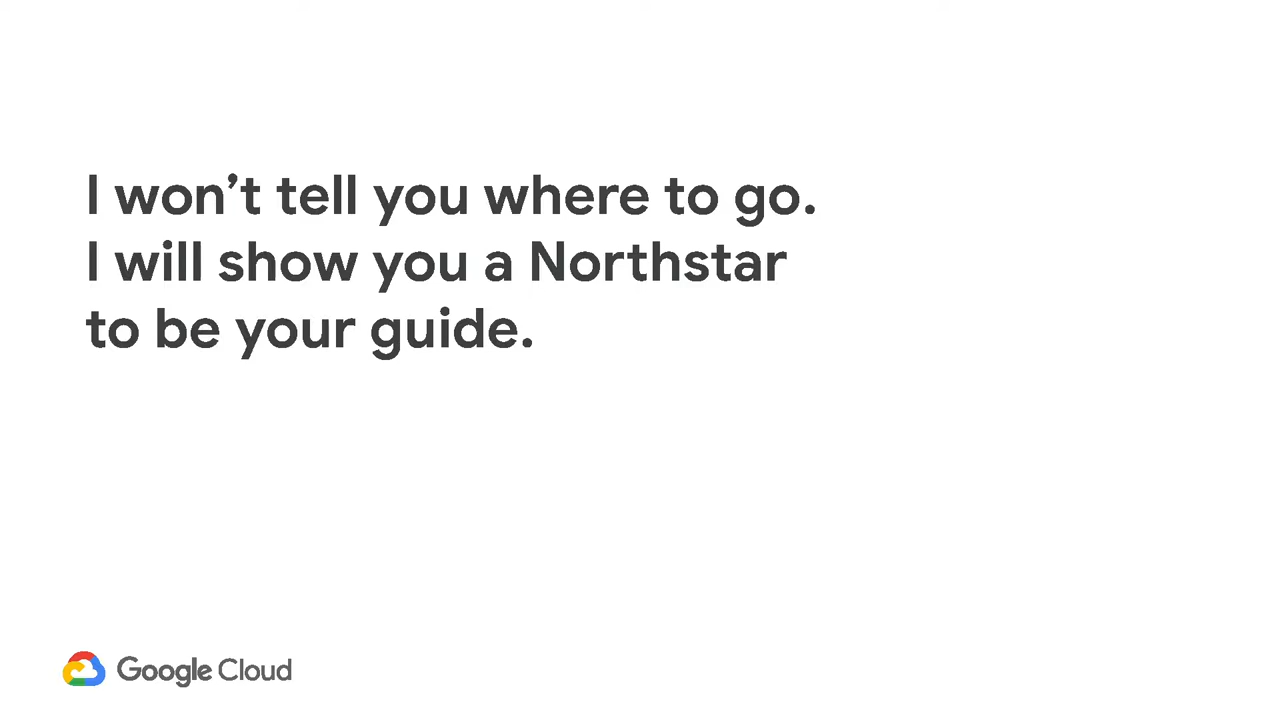 I won’t tell you where to go.
I will show you a Northstar
to be your guide.
Google Cloud